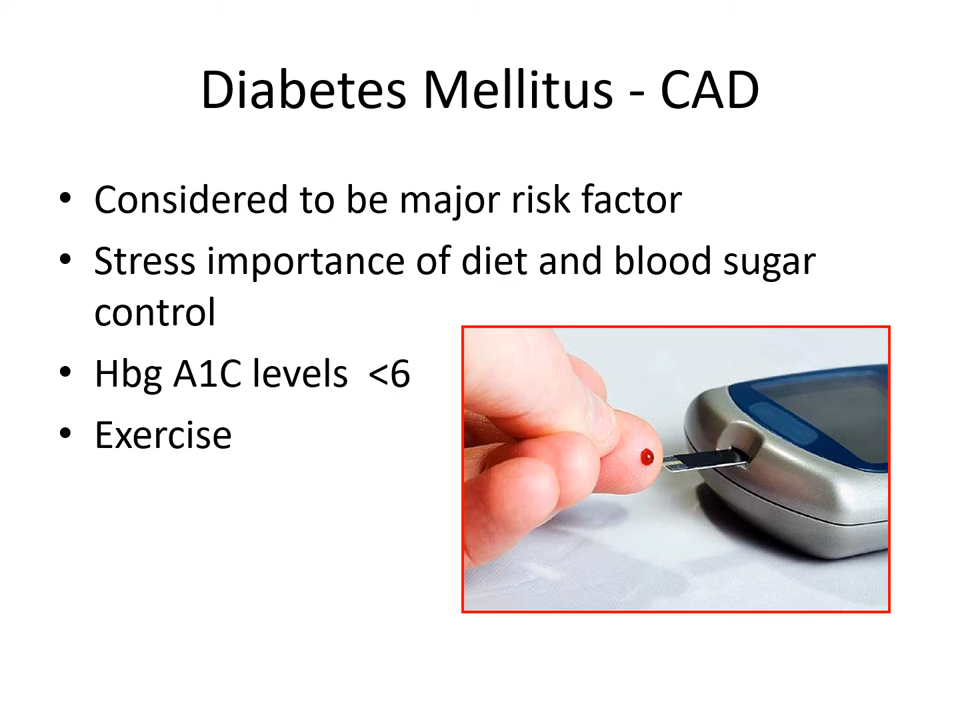 Diabetes Mellitus - CAD
• Considered to be major risk factor
• Stress importance of diet and blood sugar
control
• Hbg A1C levels  <6
• Exercise